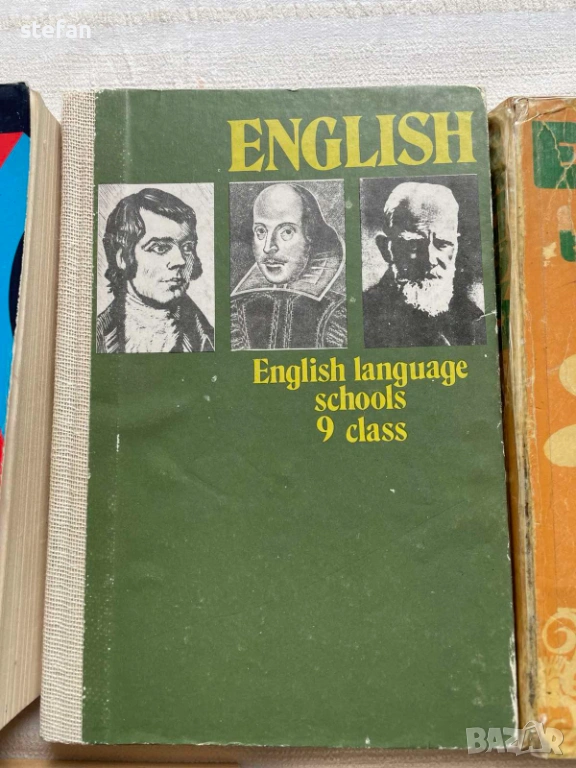 stefan
ENGLISH
English language
schools
9 class
BAZAR